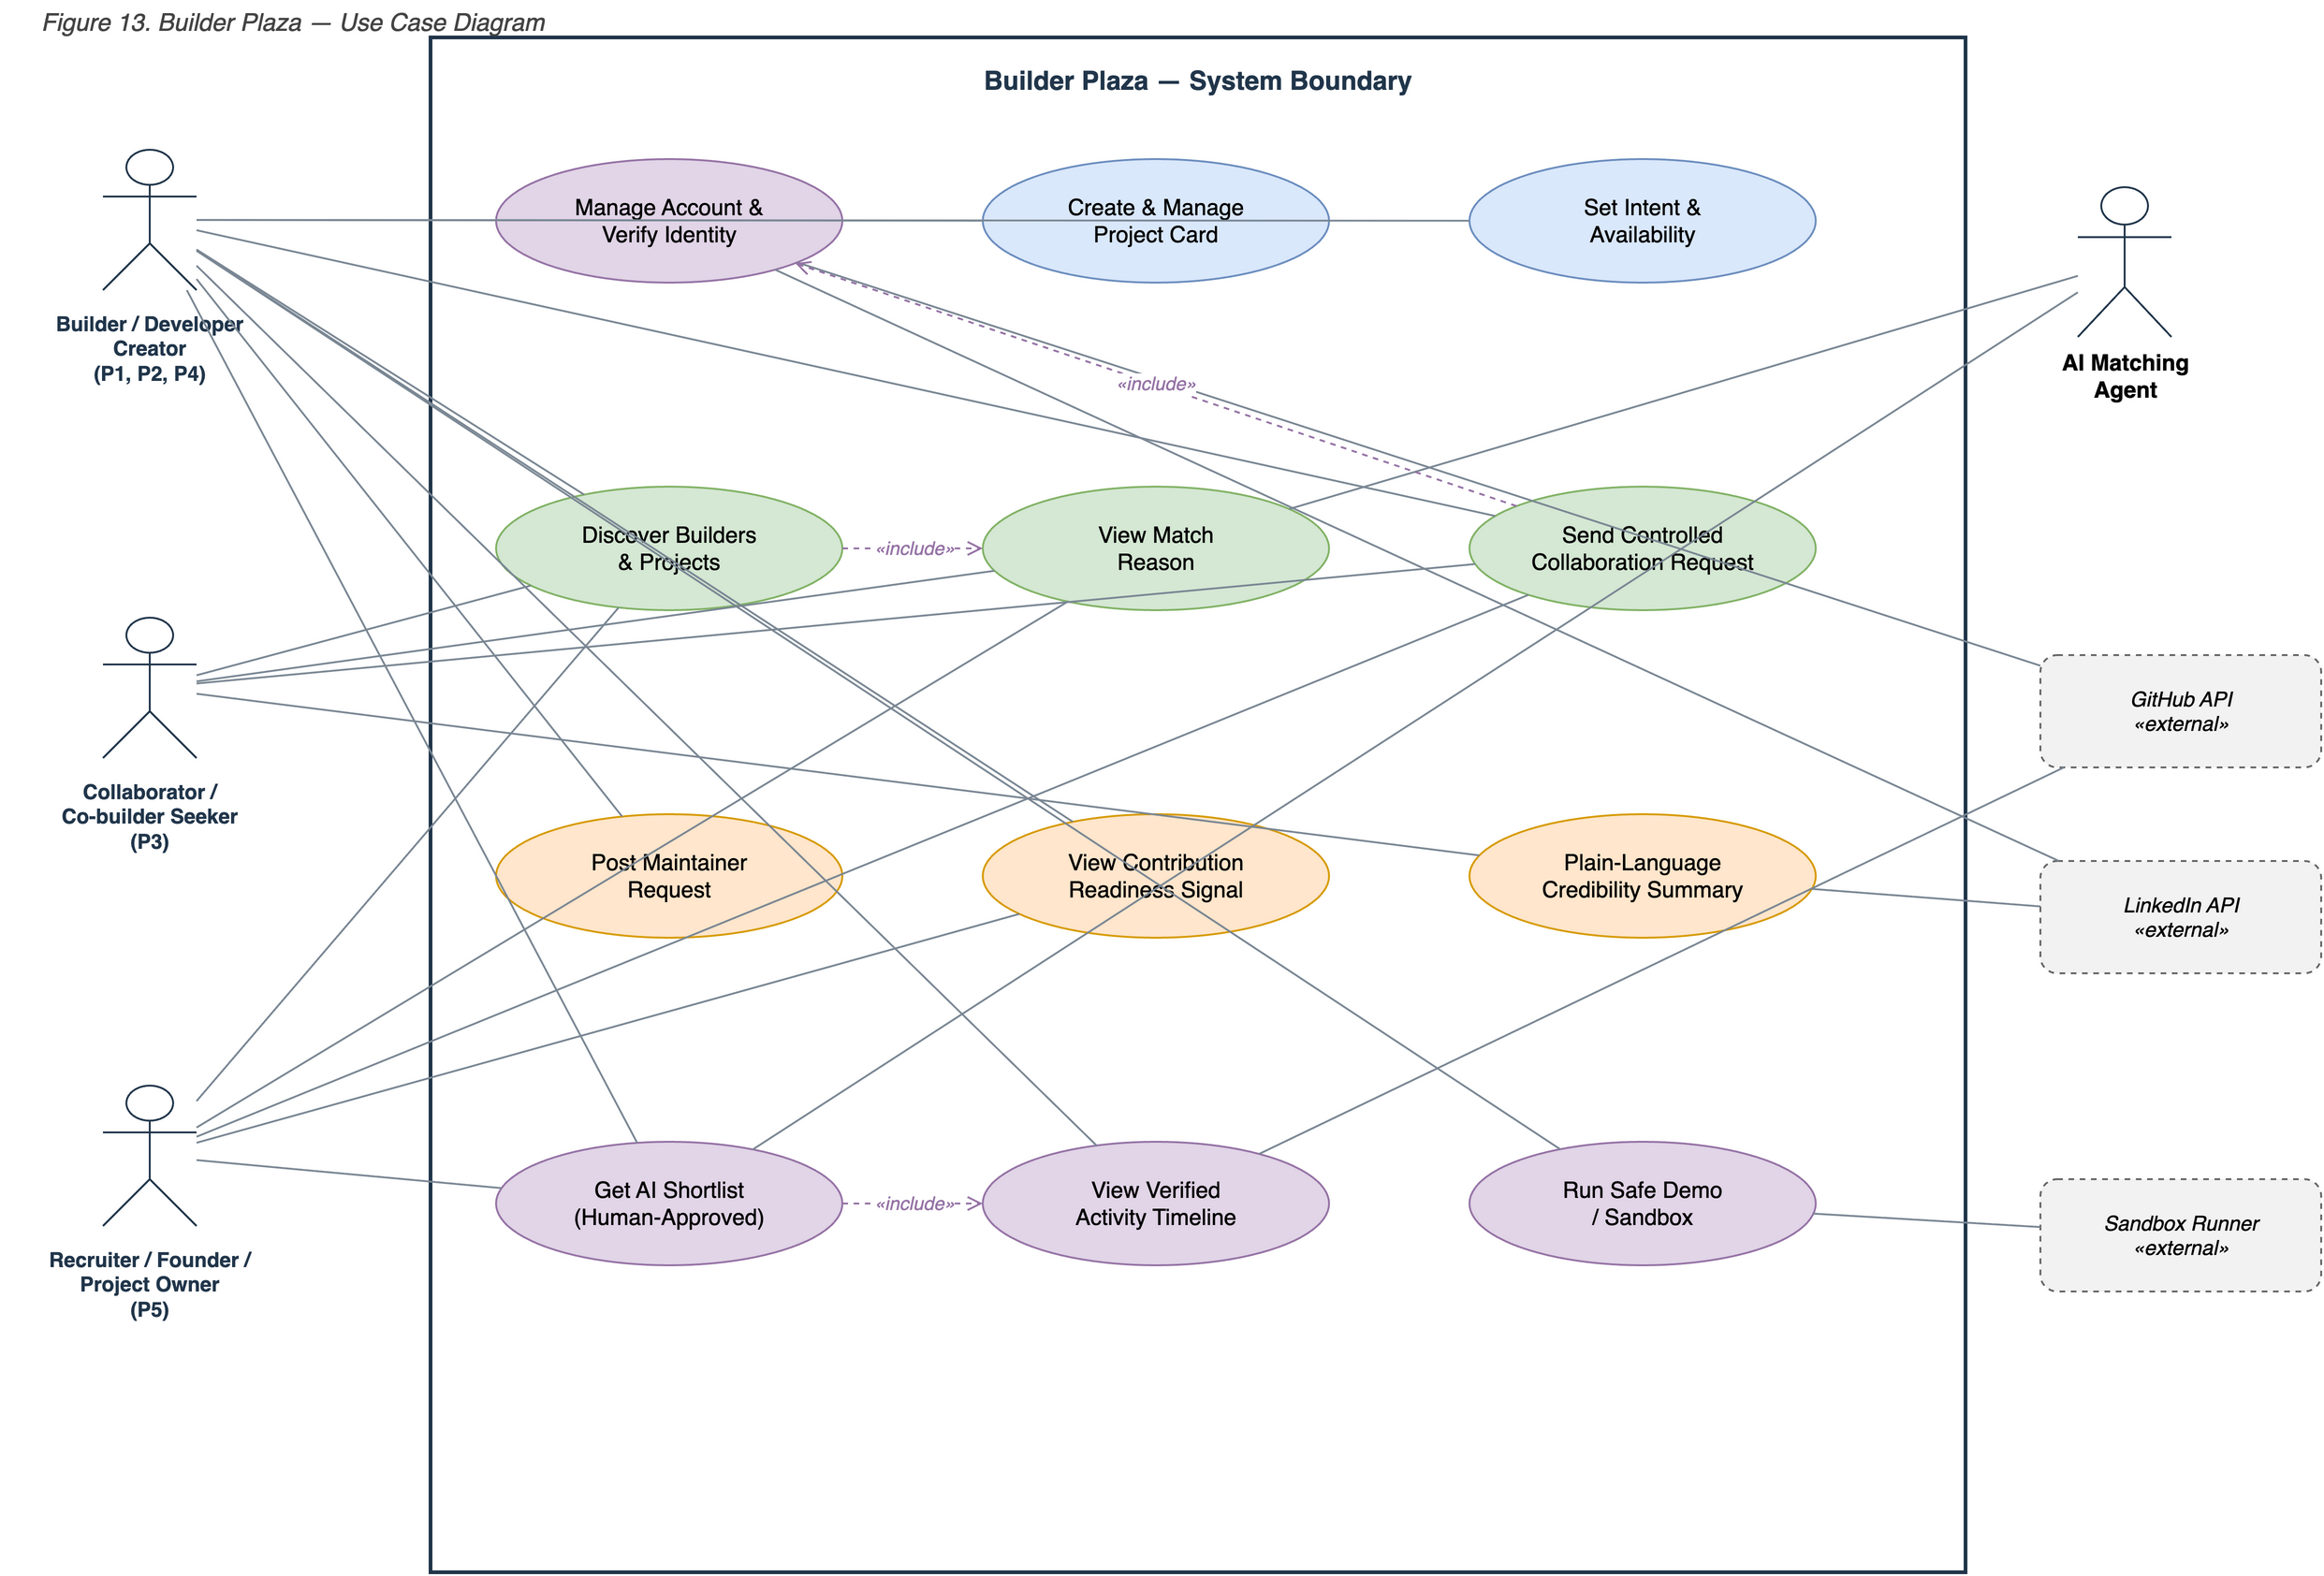 Figure 13. Builder Plaza — Use Case Diagram
Builder Plaza — System Boundary
Manage Account &
Verify Identity
Create & Manage
Project Card
Set Intent &
Availability
Builder / Developer
Creator
(P1, P2, P4)
AI Matching
Agent
«include»
Discover Builders
& Projects
«include»
View Match
Reason
Send Controlled
Collaboration Request
Collaborator /
Co-builder Seeker
(P3)
GitHub API
«external»
Post Maintainer
Request
View Contribution
Readiness Signal
Plain-Language
Credibility Summary
LinkedIn API
«external»
Get AI Shortlist
(Human-Approved)
«include»
View Verified
Activity Timeline
Run Safe Demo
/ Sandbox
Sandbox Runner
«external»
Recruiter / Founder /
Project Owner
(P5)